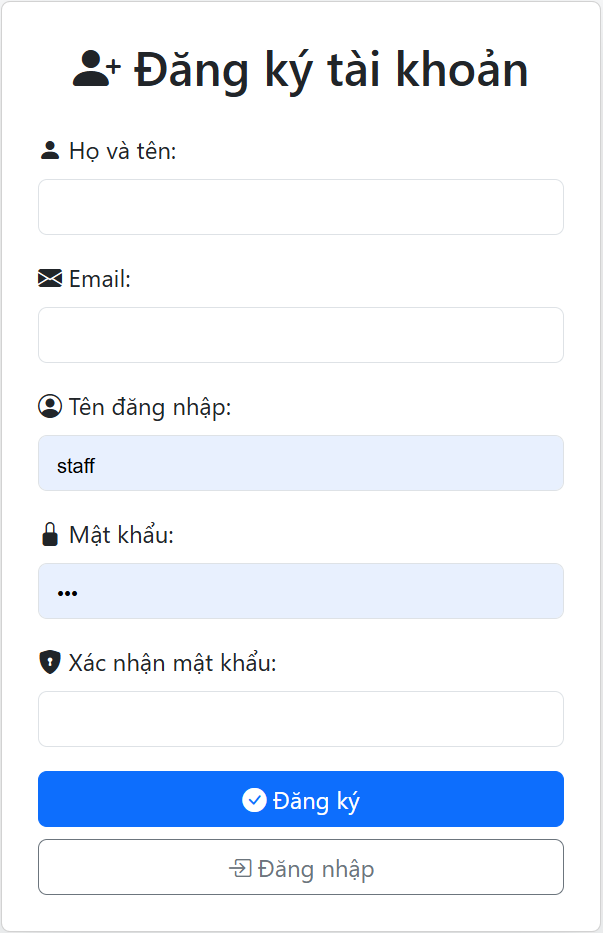 Đăng ký tài khoản
Họ và tên:
Email:
Tên đăng nhập:
staff
Mật khẩu:
•••
Xác nhận mật khẩu:
Đăng ký
Đăng nhập